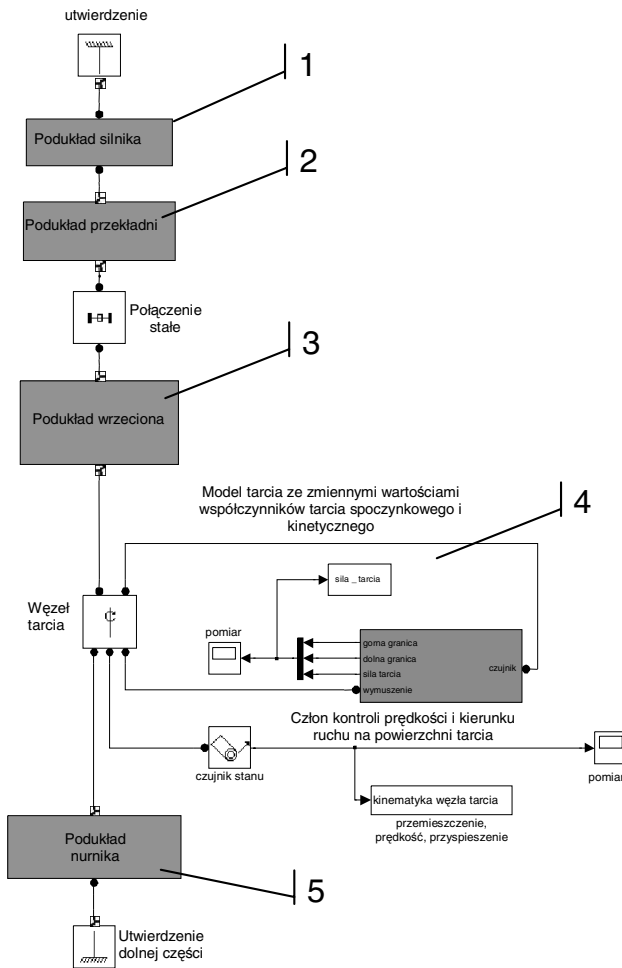 utwierdzenie
1
Podukład silnika
2
Podukład przekładni
Połączenie
stałe
3
Podukład wrzeciona
Model tarcia ze zmiennymi wartościami
współczynników tarcia spoczynkowego i
kinetycznego
4
sila _ tarcia
Węzeł
tarcia
pomiar
gorna granica
dolna granica
sila tarcia
wymuszenie
czujnik
Człon kontroli prędkości i kierunku
ruchu na powierzchni tarcia
czujnik stanu
pomiar
kinematyka węzła tarcia
przemieszczenie,
prędkość, przyspieszenie
Podukład
nurnika
5
Utwierdzenie
dolnej części